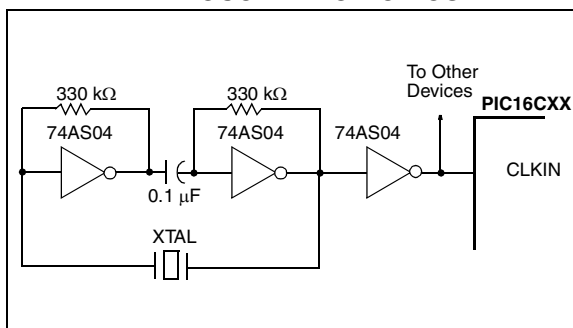 330 kΩ
330 kΩ
To Other
Devices
PIC16CXX
74AS04
74AS04
74AS04
CLKIN
0.1 µF
XTAL